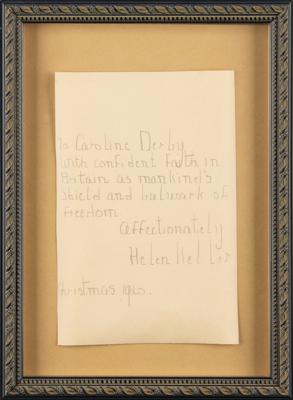 To Caroline Derby
with confident faith in
Britain as mankind's
shield and bulwark of
freedom
Affectionately
Helen Keller
Christmas, 1940.